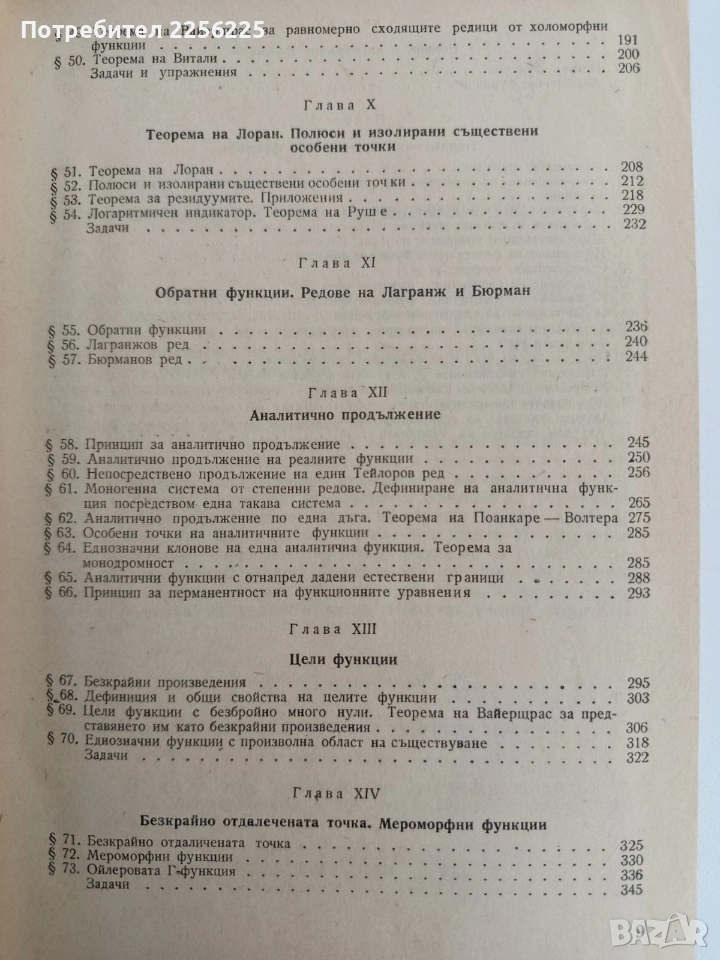 Потребител 2256225
Теорема на Вайерщрас за равномерно сходящите редици от холоморфни
функции . . . . . . . . . . 191
§ 50. Теорема на Витали . . . . . . . . . . 200
Задачи и упражнения . . . . . . . . . . 206
Глава X
Теорема на Лоран. Полюси и изолирани съществени
особени точки
§ 51. Теорема на Лоран . . . . . . . . . . 208
§ 52. Полюси и изолирани съществени особени точки . . . . . . . . . . 212
§ 53. Теорема за резидуумите. Приложения . . . . . . . . . . 218
§ 54. Логаритмичен индикатор. Теорема на Руше . . . . . . . . . . 229
Задачи . . . . . . . . . . 232
Глава XI
Обратни функции. Редове на Лагранж и Бюрман
§ 55. Обратни функции . . . . . . . . . . 236
§ 56. Лагранжов ред . . . . . . . . . . 240
§ 57. Бюрманов ред . . . . . . . . . . 244
Глава XII
Аналитично продължение
§ 58. Принцип за аналитично продължение . . . . . . . . . . 245
§ 59. Аналитично продължение на реалните функции . . . . . . . . . . 250
§ 60. Непосредствено продължение на един Тейлоров ред . . . . . . . . . . 256
§ 61. Моногенна система от степенни редове. Дефиниране на аналитична функ-
ция посредством една такава система . . . . . . . . . . 265
§ 62. Аналитично продължение по една дъга. Теорема на Поанкаре — Волтера 275
§ 63. Особени точки на аналитичните функции . . . . . . . . . . 285
§ 64. Еднозначни клонове на една аналитична функция. Теорема за
монодромност . . . . . . . . . . 285
§ 65. Аналитични функции с отнапред дадени естествени граници . . . . . . . . . . 288
§ 66. Принцип за перманентност на функционните уравнения . . . . . . . . . . 293
Глава XIII
Цели функции
§ 67. Безкрайни произведения . . . . . . . . . . 295
§ 68. Дефиниция и общи свойства на целите функции . . . . . . . . . . 303
§ 69. Цели функции с безбройно много нули. Теорема на Вайерщрас за пред-
ставянето им като безкрайни произведения . . . . . . . . . . 306
§ 70. Еднозначни функции с произволна област на съществуване . . . . . . . . . . 318
Задачи . . . . . . . . . . 322
Глава XIV
Безкрайно отдалечената точка. Мероморфни функции
§ 71. Безкрайно отдаличената точка . . . . . . . . . . 325
§ 72. Мероморфни функции . . . . . . . . . . 330
§ 73. Ойлеровата Г-функция . . . . . . . . . . 336
Задачи . . . . . . . . . . 345
bazar